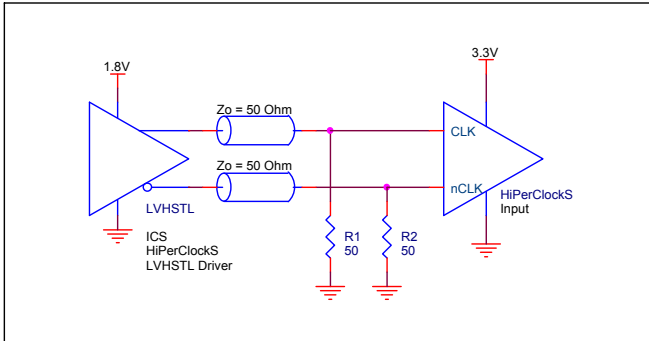 1.8V
3.3V
Zo = 50 Ohm
CLK
Zo = 50 Ohm
nCLK
HiPerClockS
Input
LVHSTL
ICS
HiPerClockS
LVHSTL Driver
R1
50
R2
50